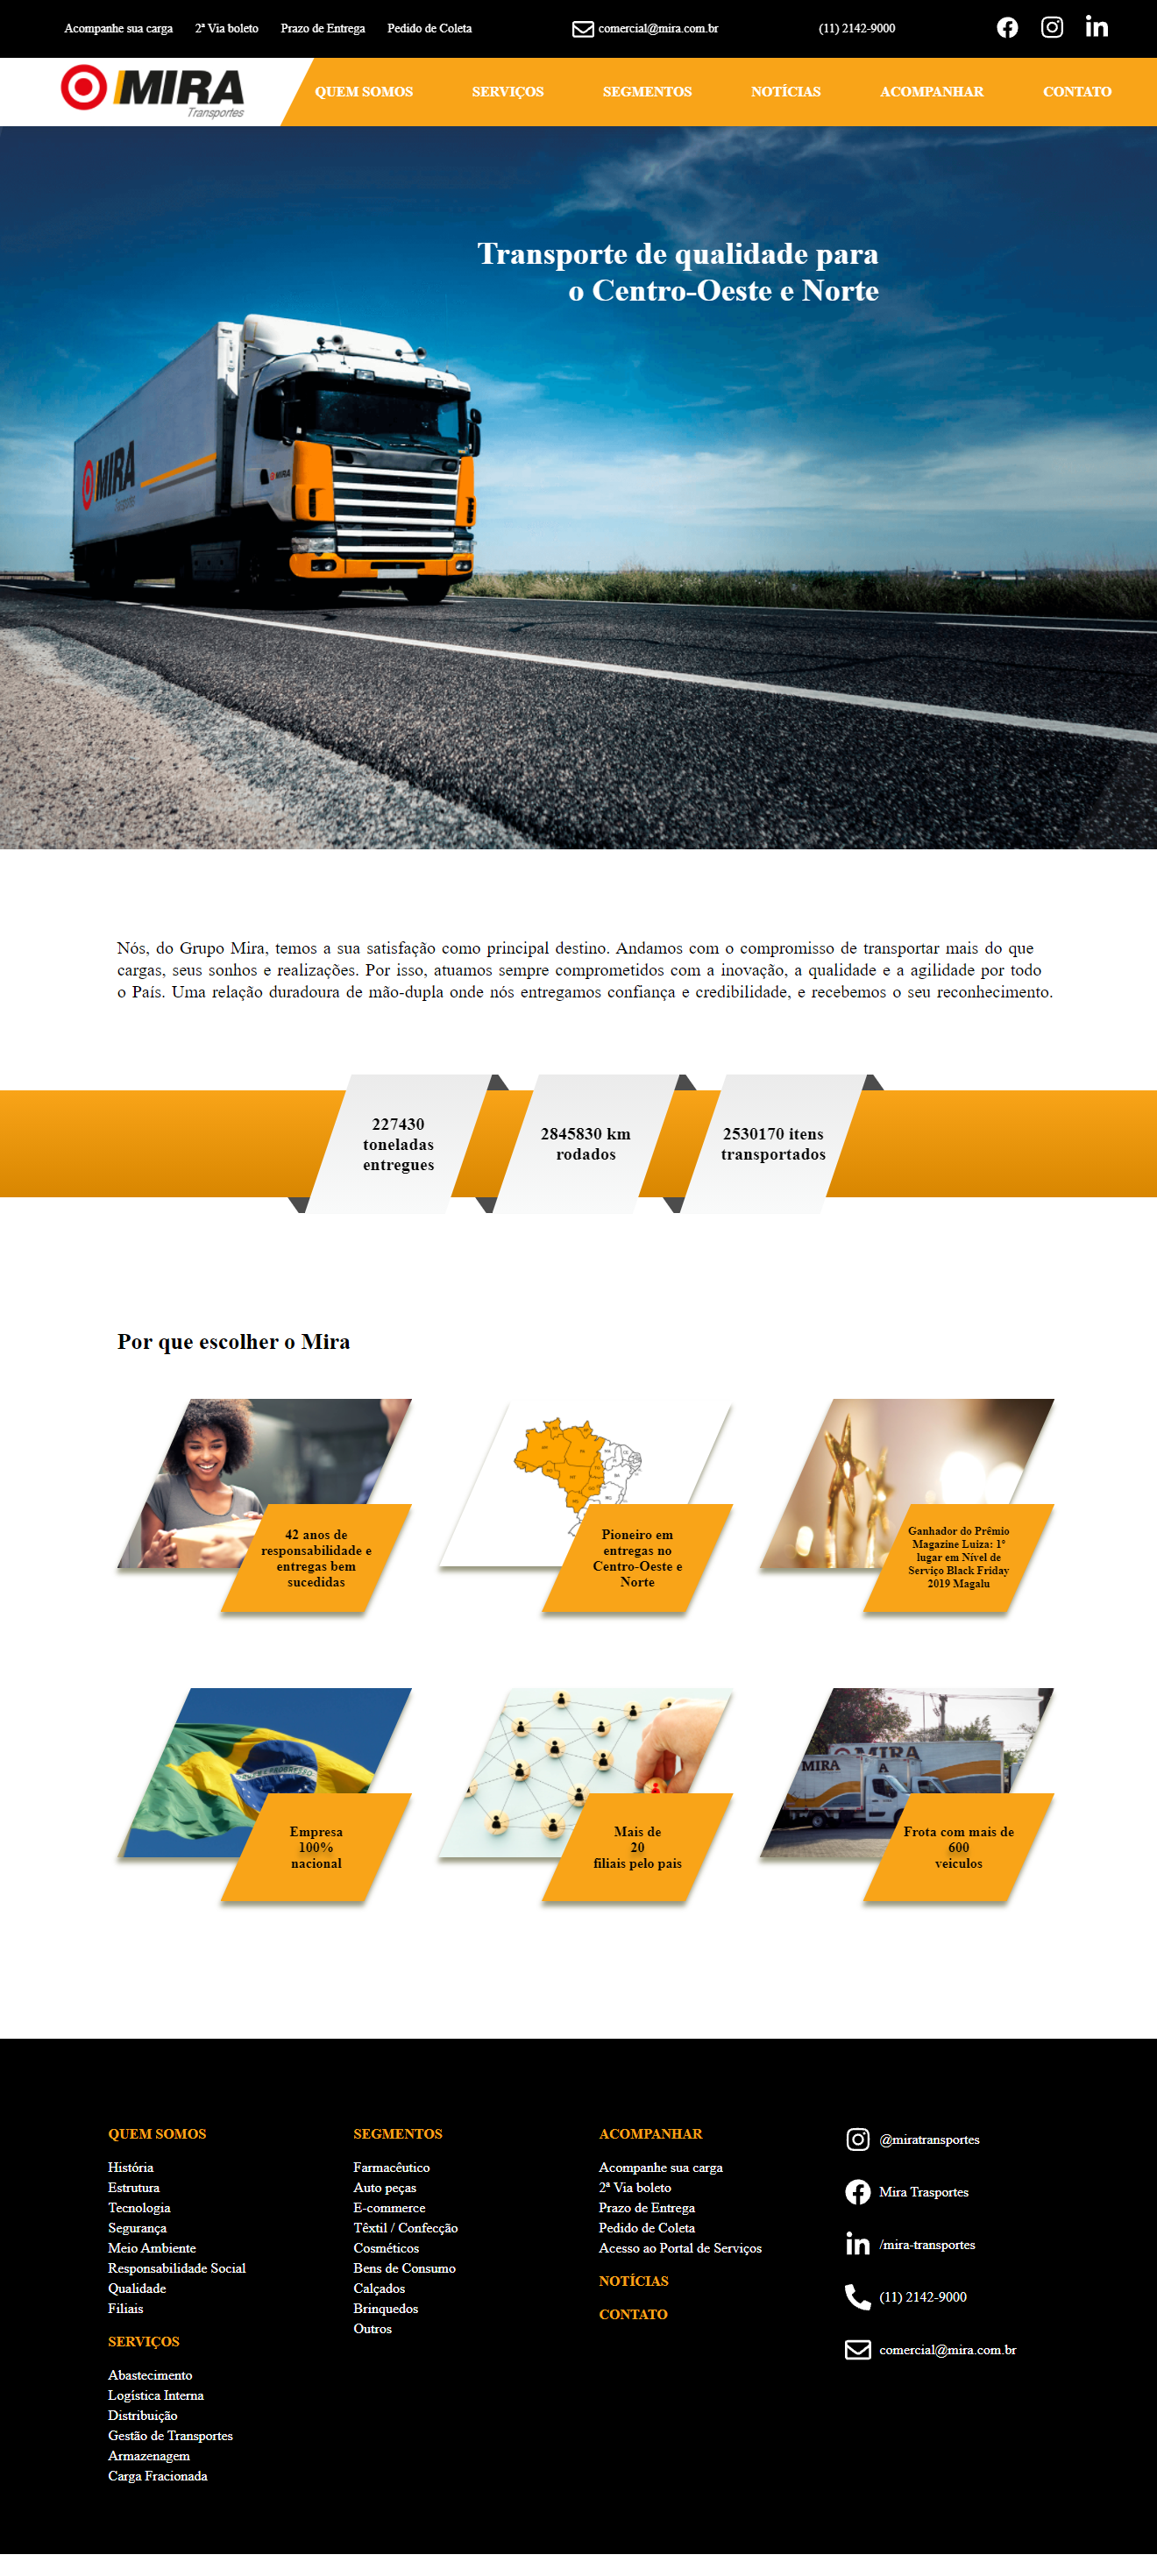 Acompanhe sua carga 2ª Via boleto Prazo de Entrega Pedido de Coleta comercial@mira.com.br (11) 2142-9000
MIRA
Transportes
QUEM SOMOS SERVIÇOS SEGMENTOS NOTÍCIAS ACOMPANHAR CONTATO
Transporte de qualidade para
o Centro-Oeste e Norte
MIRA
Transportes
MIRA
Nós, do Grupo Mira, temos a sua satisfação como principal destino. Andamos com o compromisso de transportar mais do que
cargas, seus sonhos e realizações. Por isso, atuamos sempre comprometidos com a inovação, a qualidade e a agilidade por todo
o País. Uma relação duradoura de mão-dupla onde nós entregamos confiança e credibilidade, e recebemos o seu reconhecimento.
227430
toneladas
entregues
2845830 km
rodados
2530170 itens
transportados
Por que escolher o Mira
42 anos de
responsabilidade e
entregas bem
sucedidas
Pioneiro em
entregas no
Centro-Oeste e
Norte
Ganhador do Prêmio
Magazine Luiza: 1º
lugar em Nível de
Serviço Black Friday
2019 Magalu
Empresa
100%
nacional
Mais de
20
filiais pelo pais
MIRA
MIRA
A
Frota com mais de
600
veiculos
QUEM SOMOS
História
Estrutura
Tecnologia
Segurança
Meio Ambiente
Responsabilidade Social
Qualidade
Filiais
SERVIÇOS
Abastecimento
Logística Interna
Distribuição
Gestão de Transportes
Armazenagem
Carga Fracionada
SEGMENTOS
Farmacêutico
Auto peças
E-commerce
Têxtil / Confecção
Cosméticos
Bens de Consumo
Calçados
Brinquedos
Outros
ACOMPANHAR
Acompanhe sua carga
2ª Via boleto
Prazo de Entrega
Pedido de Coleta
Acesso ao Portal de Serviços
NOTÍCIAS
CONTATO
@miratransportes
Mira Trasportes
/mira-transportes
(11) 2142-9000
comercial@mira.com.br